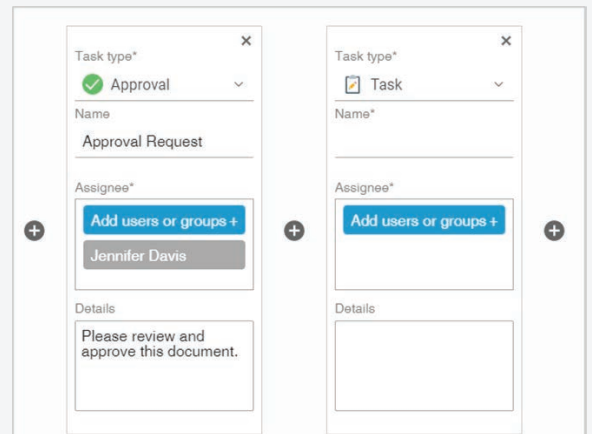 Task type*
Approval
Name
Approval Request
Assignee*
Add users or groups +
Jennifer Davis
Details
Please review and
approve this document.
Task type*
Task
Name*
Assignee*
Add users or groups +
Details